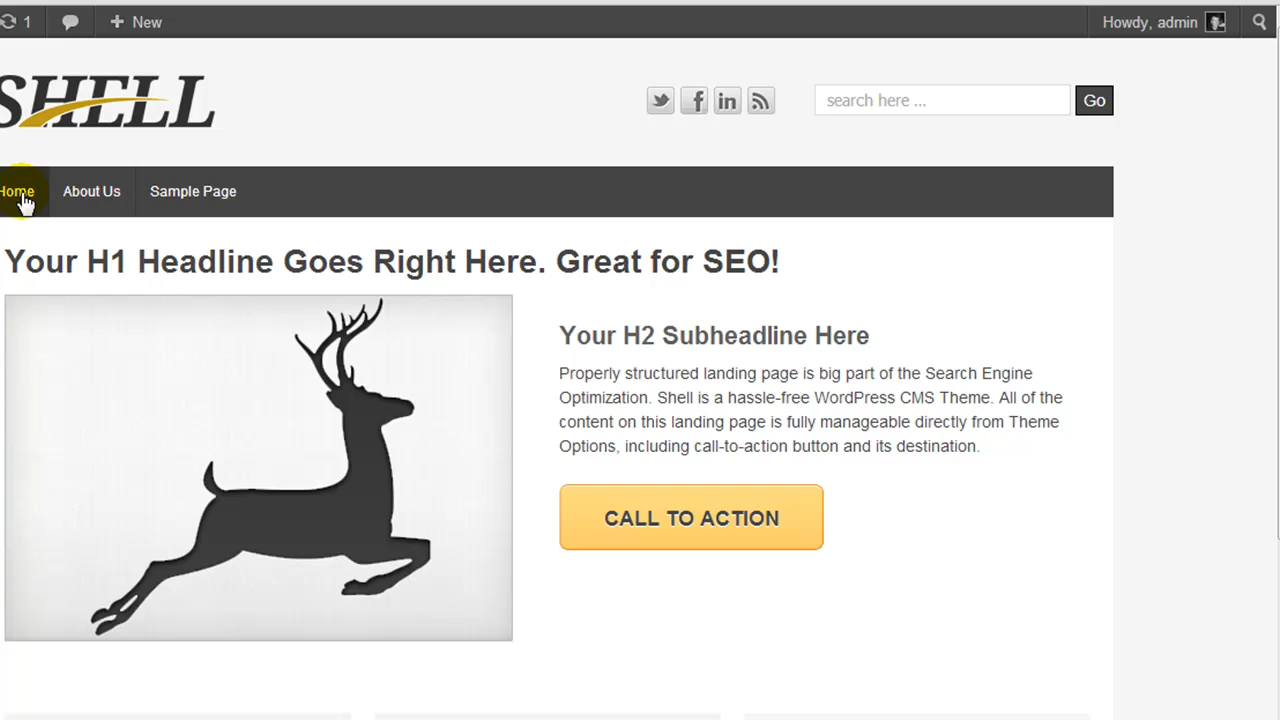 1 New Howdy, admin
SHELL
search here ... Go
Home About Us Sample Page
Your H1 Headline Goes Right Here. Great for SEO!
Your H2 Subheadline Here
Properly structured landing page is big part of the Search Engine
Optimization. Shell is a hassle-free WordPress CMS Theme. All of the
content on this landing page is fully manageable directly from Theme
Options, including call-to-action button and its destination.
CALL TO ACTION